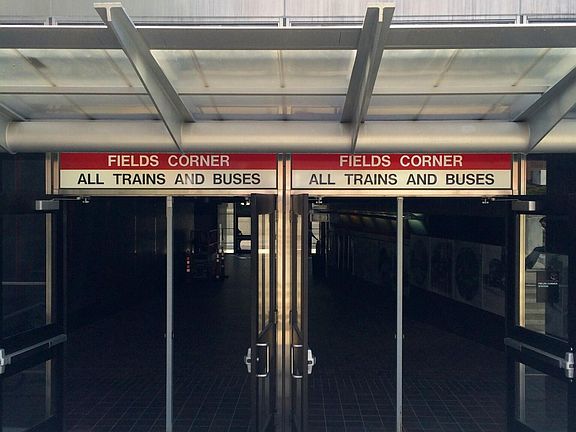 FIELDS CORNER
ALL TRAINS AND BUSES
FIELDS CORNER
ALL TRAINS AND BUSES